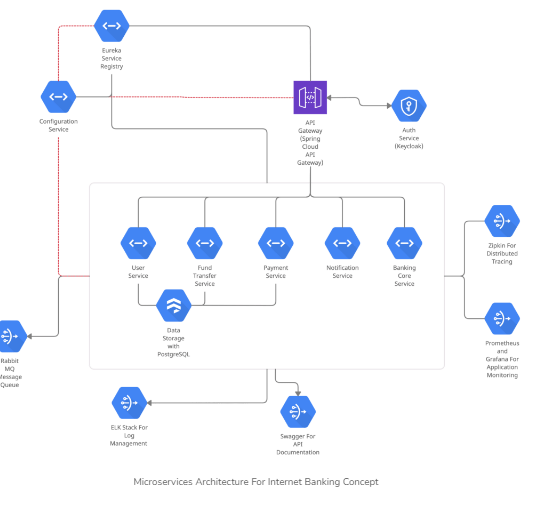 Eureka
Service
Registry
Configuration
Service
API
Gateway
(Spring
Cloud
API
Gateway)
Auth
Service
(Keycloak)
User
Service
Fund
Transfer
Service
Payment
Service
Notification
Service
Banking
Core
Service
Zipkin For
Distributed
Tracing
Data
Storage
with
PostgreSQL
Prometheus
and
Grafana For
Application
Monitoring
Rabbit
MQ
Message
Queue
ELK Stack For
Log
Management
Swagger For
API
Documentation
Microservices Architecture For Internet Banking Concept